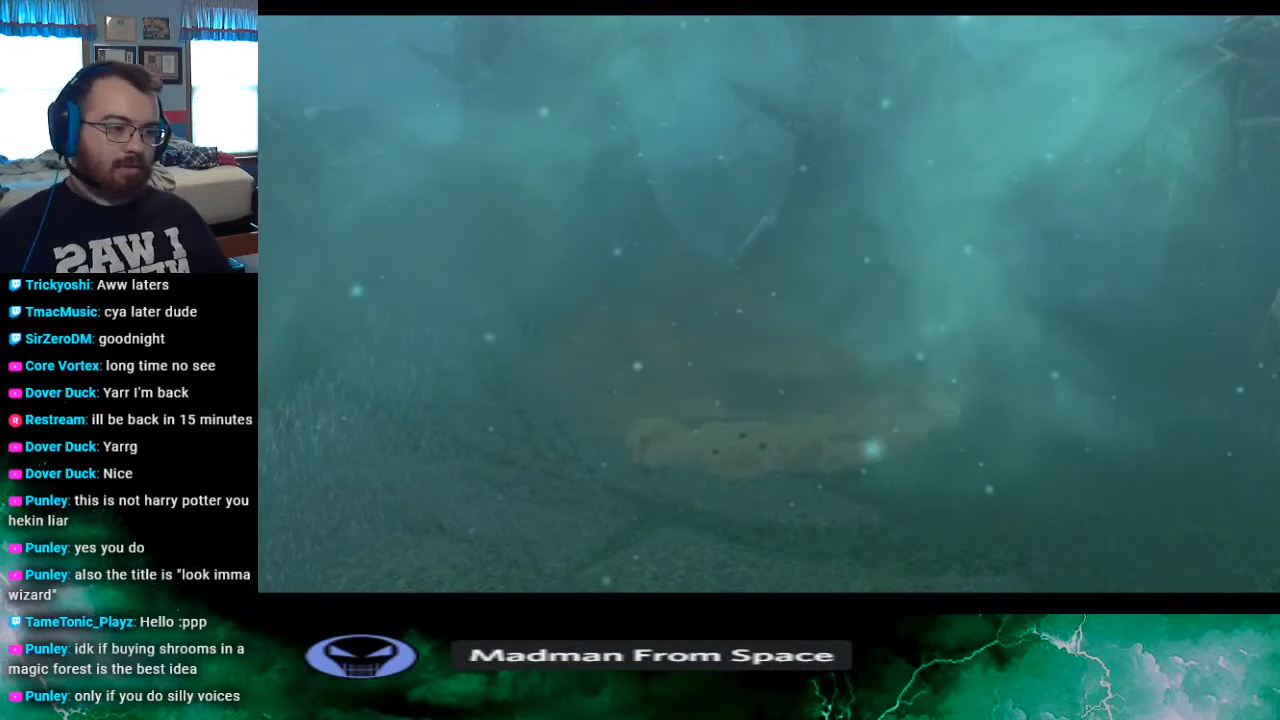 I WAS
Trickyoshi: Aww laters
TmacMusic: cya later dude
SirZeroDM: goodnight
Core Vortex: long time no see
Dover Duck: Yarr I'm back
Restream: ill be back in 15 minutes
Dover Duck: Yarrg
Dover Duck: Nice
Punley: this is not harry potter you
hekin liar
Punley: yes you do
Punley: also the title is "look imma
wizard"
TameTonic_Playz: Hello :ppp
Punley: idk if buying shrooms in a
magic forest is the best idea
Punley: only if you do silly voices
Madman From Space